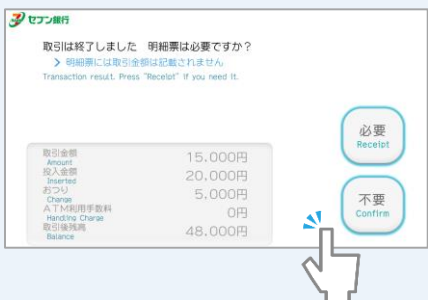 セブン銀行
取引は終了しました 明細票は必要ですか？
> 明細票には取引金額は記載されません
Transaction result. Press "Receipt" if you need it.
必要
Receipt
取引金額 15,000円
Amount
投入金額 20,000円
Inserted
おつり 5,000円
Change
ATM利用手数料 0円
Handling Charge
取引後残高 48,000円
Balance
不要
Confirm